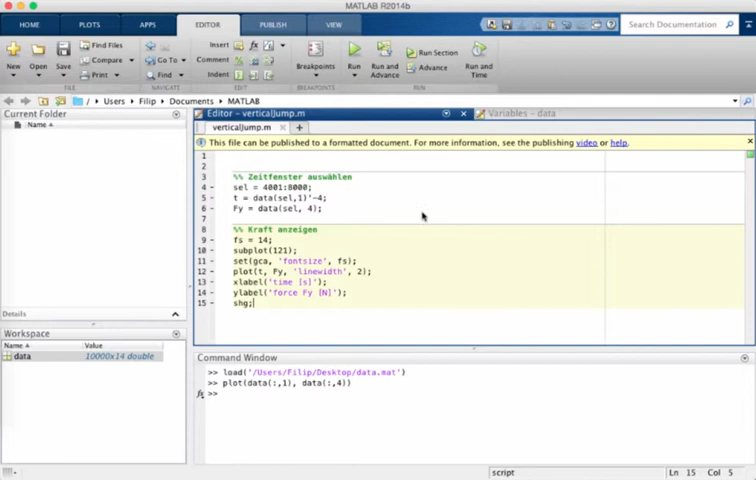 MATLAB R2014b
HOME PLOTS APPS EDITOR PUBLISH VIEW Search Documentation
New Open Save Find Files Compare Print Go To Find Insert Comment Indent Breakpoints Run Run and Advance Run Section Advance Run and Time
FILE NAVIGATE EDIT BREAKPOINTS RUN
/ Users Filip Documents MATLAB
Current Folder
Name
Details
Workspace
Name Value
data 10000x14 double
Editor - verticalJump.m Variables - data
verticalJump.m
This file can be published to a formatted document. For more information, see the publishing video or help.
1
2
3 %% Zeitfenster auswählen
4 - sel = 4001:8000;
5 - t = data(sel,1)'-4;
6 - Fy = data(sel, 4);
7
8 %% Kraft anzeigen
9 - fs = 14;
10 - subplot(121);
11 - set(gca, 'fontsize', fs);
12 - plot(t, Fy, 'linewidth', 2);
13 - xlabel('time [s]');
14 - ylabel('force Fy [N]');
15 - shg;
Command Window
>> load('/Users/Filip/Desktop/data.mat')
>> plot(data(:,1), data(:,4))
fx >>
script Ln 15 Col 5